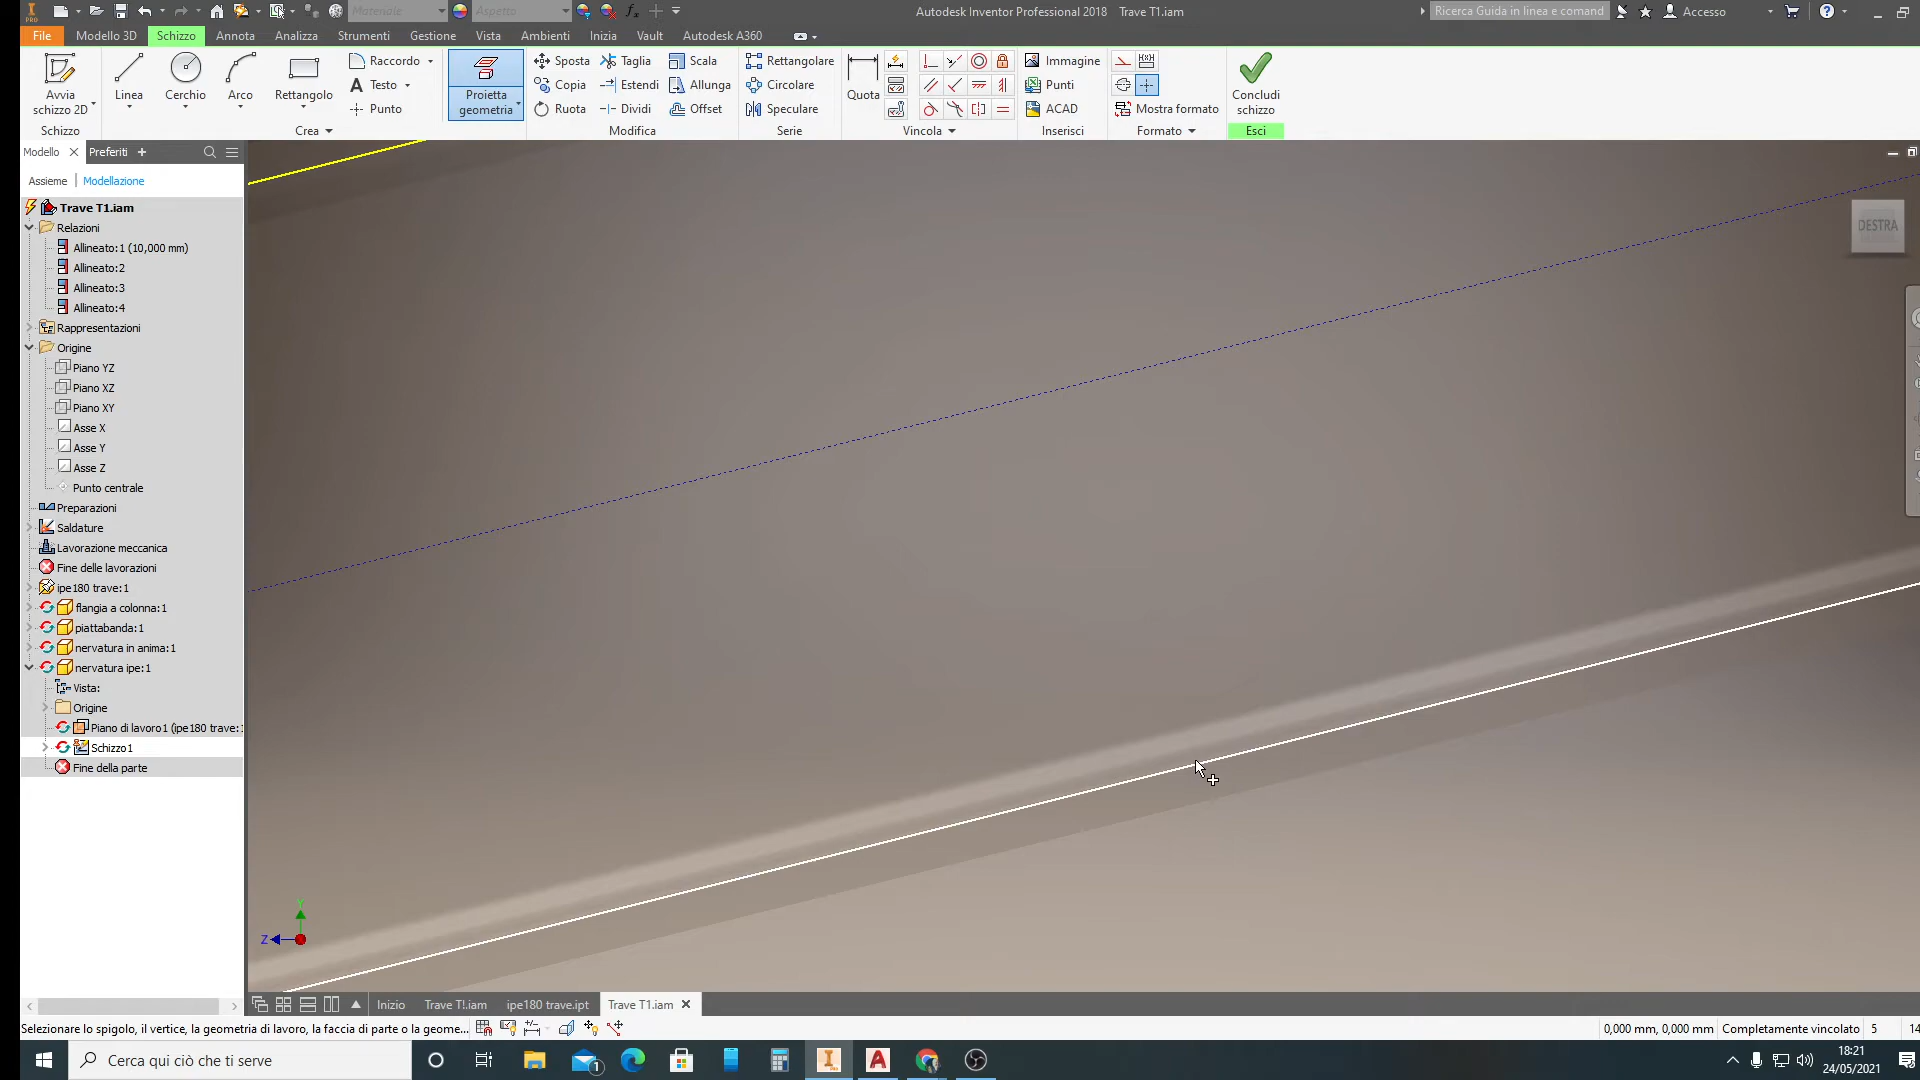 PRO
Materiale
Aspetto
Autodesk Inventor Professional 2018 Trave T1.iam
Ricerca Guida in linea e comand
Accesso
File Modello 3D Schizzo Annota Analizza Strumenti Gestione Vista Ambienti Inizia Vault Autodesk A360
Avvia
schizzo 2D
Linea
Cerchio
Arco
Rettangolo
Raccordo
Testo
Punto
Proietta
geometria
Sposta
Copia
Ruota
Taglia
Estendi
Dividi
Scala
Allunga
Offset
Rettangolare
Circolare
Speculare
Quota
Immagine
Punti
ACAD
Mostra formato
Concludi
schizzo
Schizzo Crea Modifica Serie Vincola Inserisci Formato Esci
Modello Preferiti
Assieme Modellazione
Trave T1.iam
Relazioni
Allineato:1 (10,000 mm)
Allineato:2
Allineato:3
Allineato:4
Rappresentazioni
Origine
Piano YZ
Piano XZ
Piano XY
Asse X
Asse Y
Asse Z
Punto centrale
Preparazioni
Saldature
Lavorazione meccanica
Fine delle lavorazioni
ipe180 trave:1
flangia a colonna:1
piattabanda:1
nervatura in anima:1
nervatura ipe:1
Vista:
Origine
Piano di lavoro1 (ipe180 trave:
Schizzo1
Fine della parte
DESTRA
Y
Z
Inizio Trave T!.iam ipe180 trave.ipt Trave T1.iam
Selezionare lo spigolo, il vertice, la geometria di lavoro, la faccia di parte o la geome...
0,000 mm, 0,000 mm Completamente vincolato 5 14
Cerca qui ciò che ti serve
1
18:21
24/05/2021